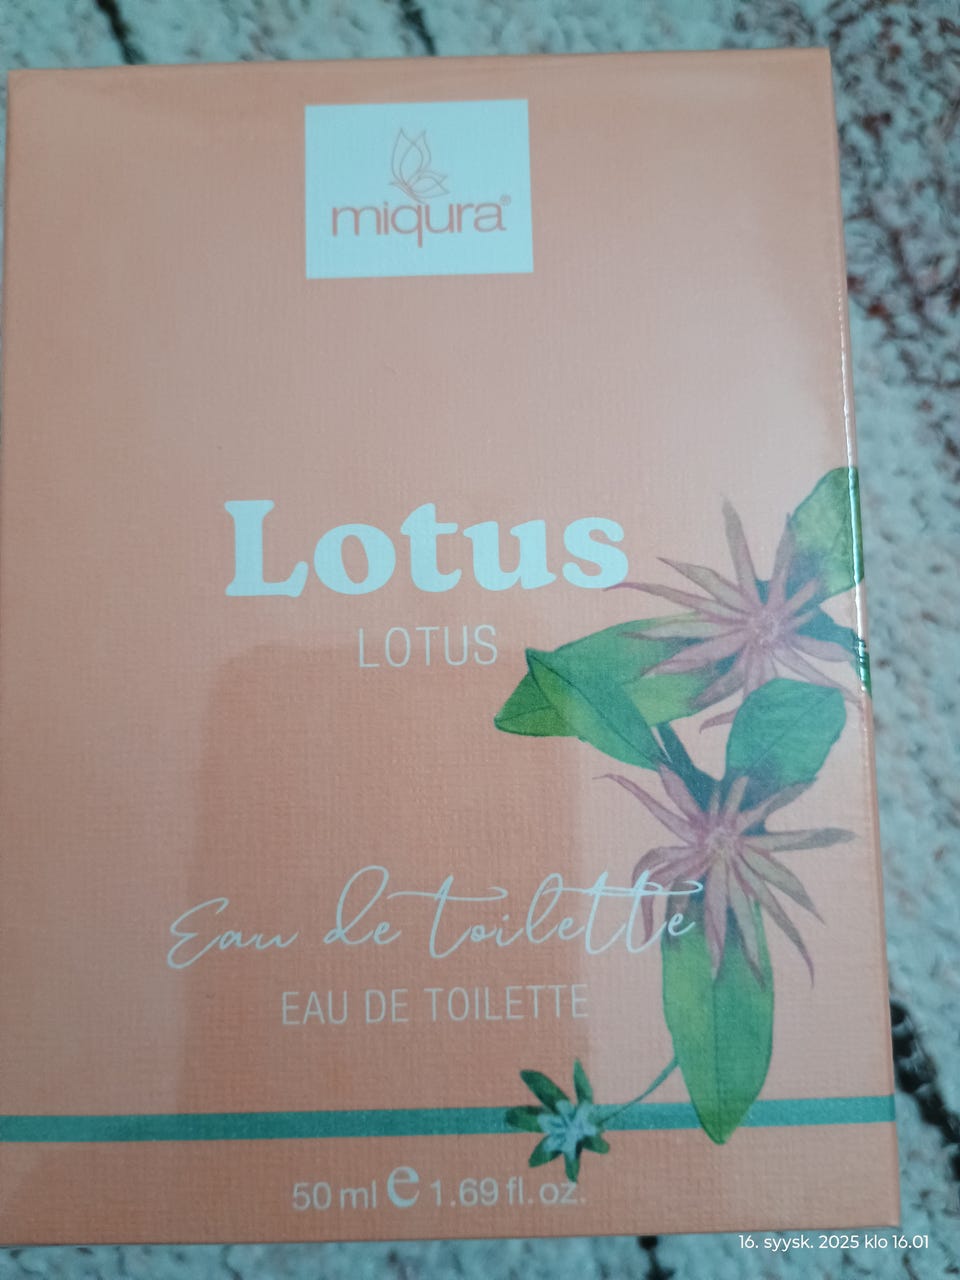 miqura®
Lotus
LOTUS
Eau de toilette
EAU DE TOILETTE
50 ml e 1.69 fl. oz.
16. syysk. 2025 klo 16.01